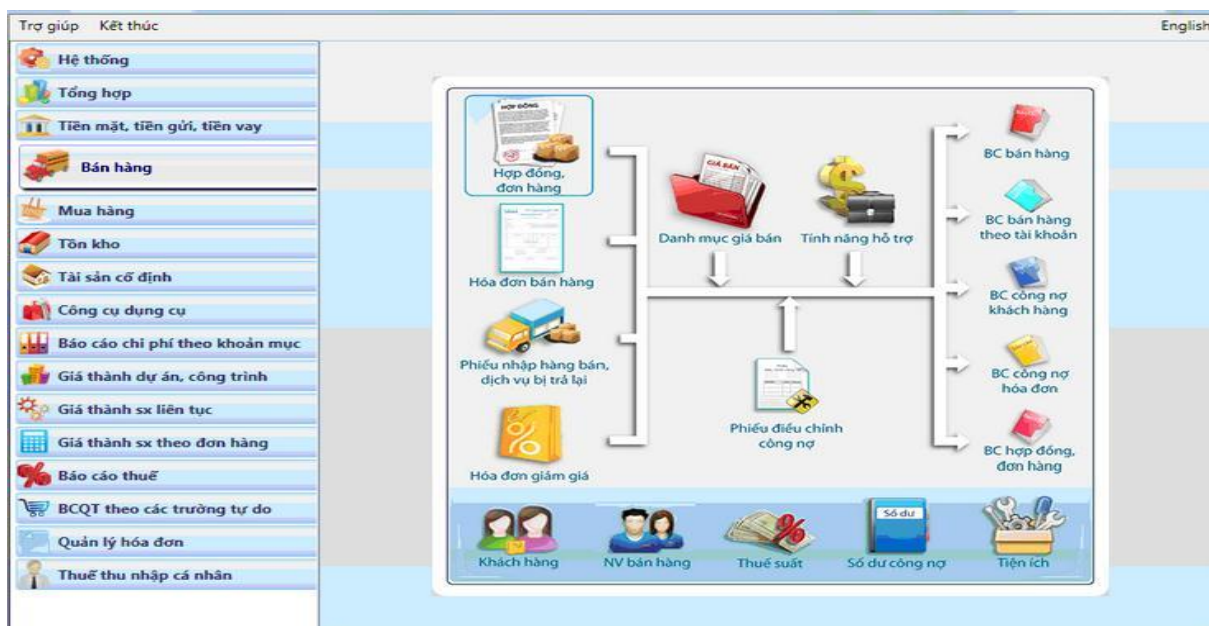 Trợ giúp Kết thúc English
Hệ thống
Tổng hợp
Tiền mặt, tiền gửi, tiền vay
Bán hàng
Mua hàng
Tồn kho
Tài sản cố định
Công cụ dụng cụ
Báo cáo chi phí theo khoản mục
Giá thành dự án, công trình
Giá thành sx liên tục
Giá thành sx theo đơn hàng
Báo cáo thuế
BCQT theo các trường tự do
Quản lý hóa đơn
Thuế thu nhập cá nhân
HỢP ĐỒNG
Hợp đồng,
đơn hàng
Hóa đơn bán hàng
Phiếu nhập hàng bán,
dịch vụ bị trả lại
Hóa đơn giảm giá
GIÁ BÁN
Danh mục giá bán
Tính năng hỗ trợ
Phiếu điều chỉnh
công nợ
BC bán hàng
BC bán hàng
theo tài khoản
BC công nợ
khách hàng
BC công nợ
hóa đơn
BC hợp đồng,
đơn hàng
Khách hàng
NV bán hàng
Thuế suất
Số dư
Số dư công nợ
Tiện ích